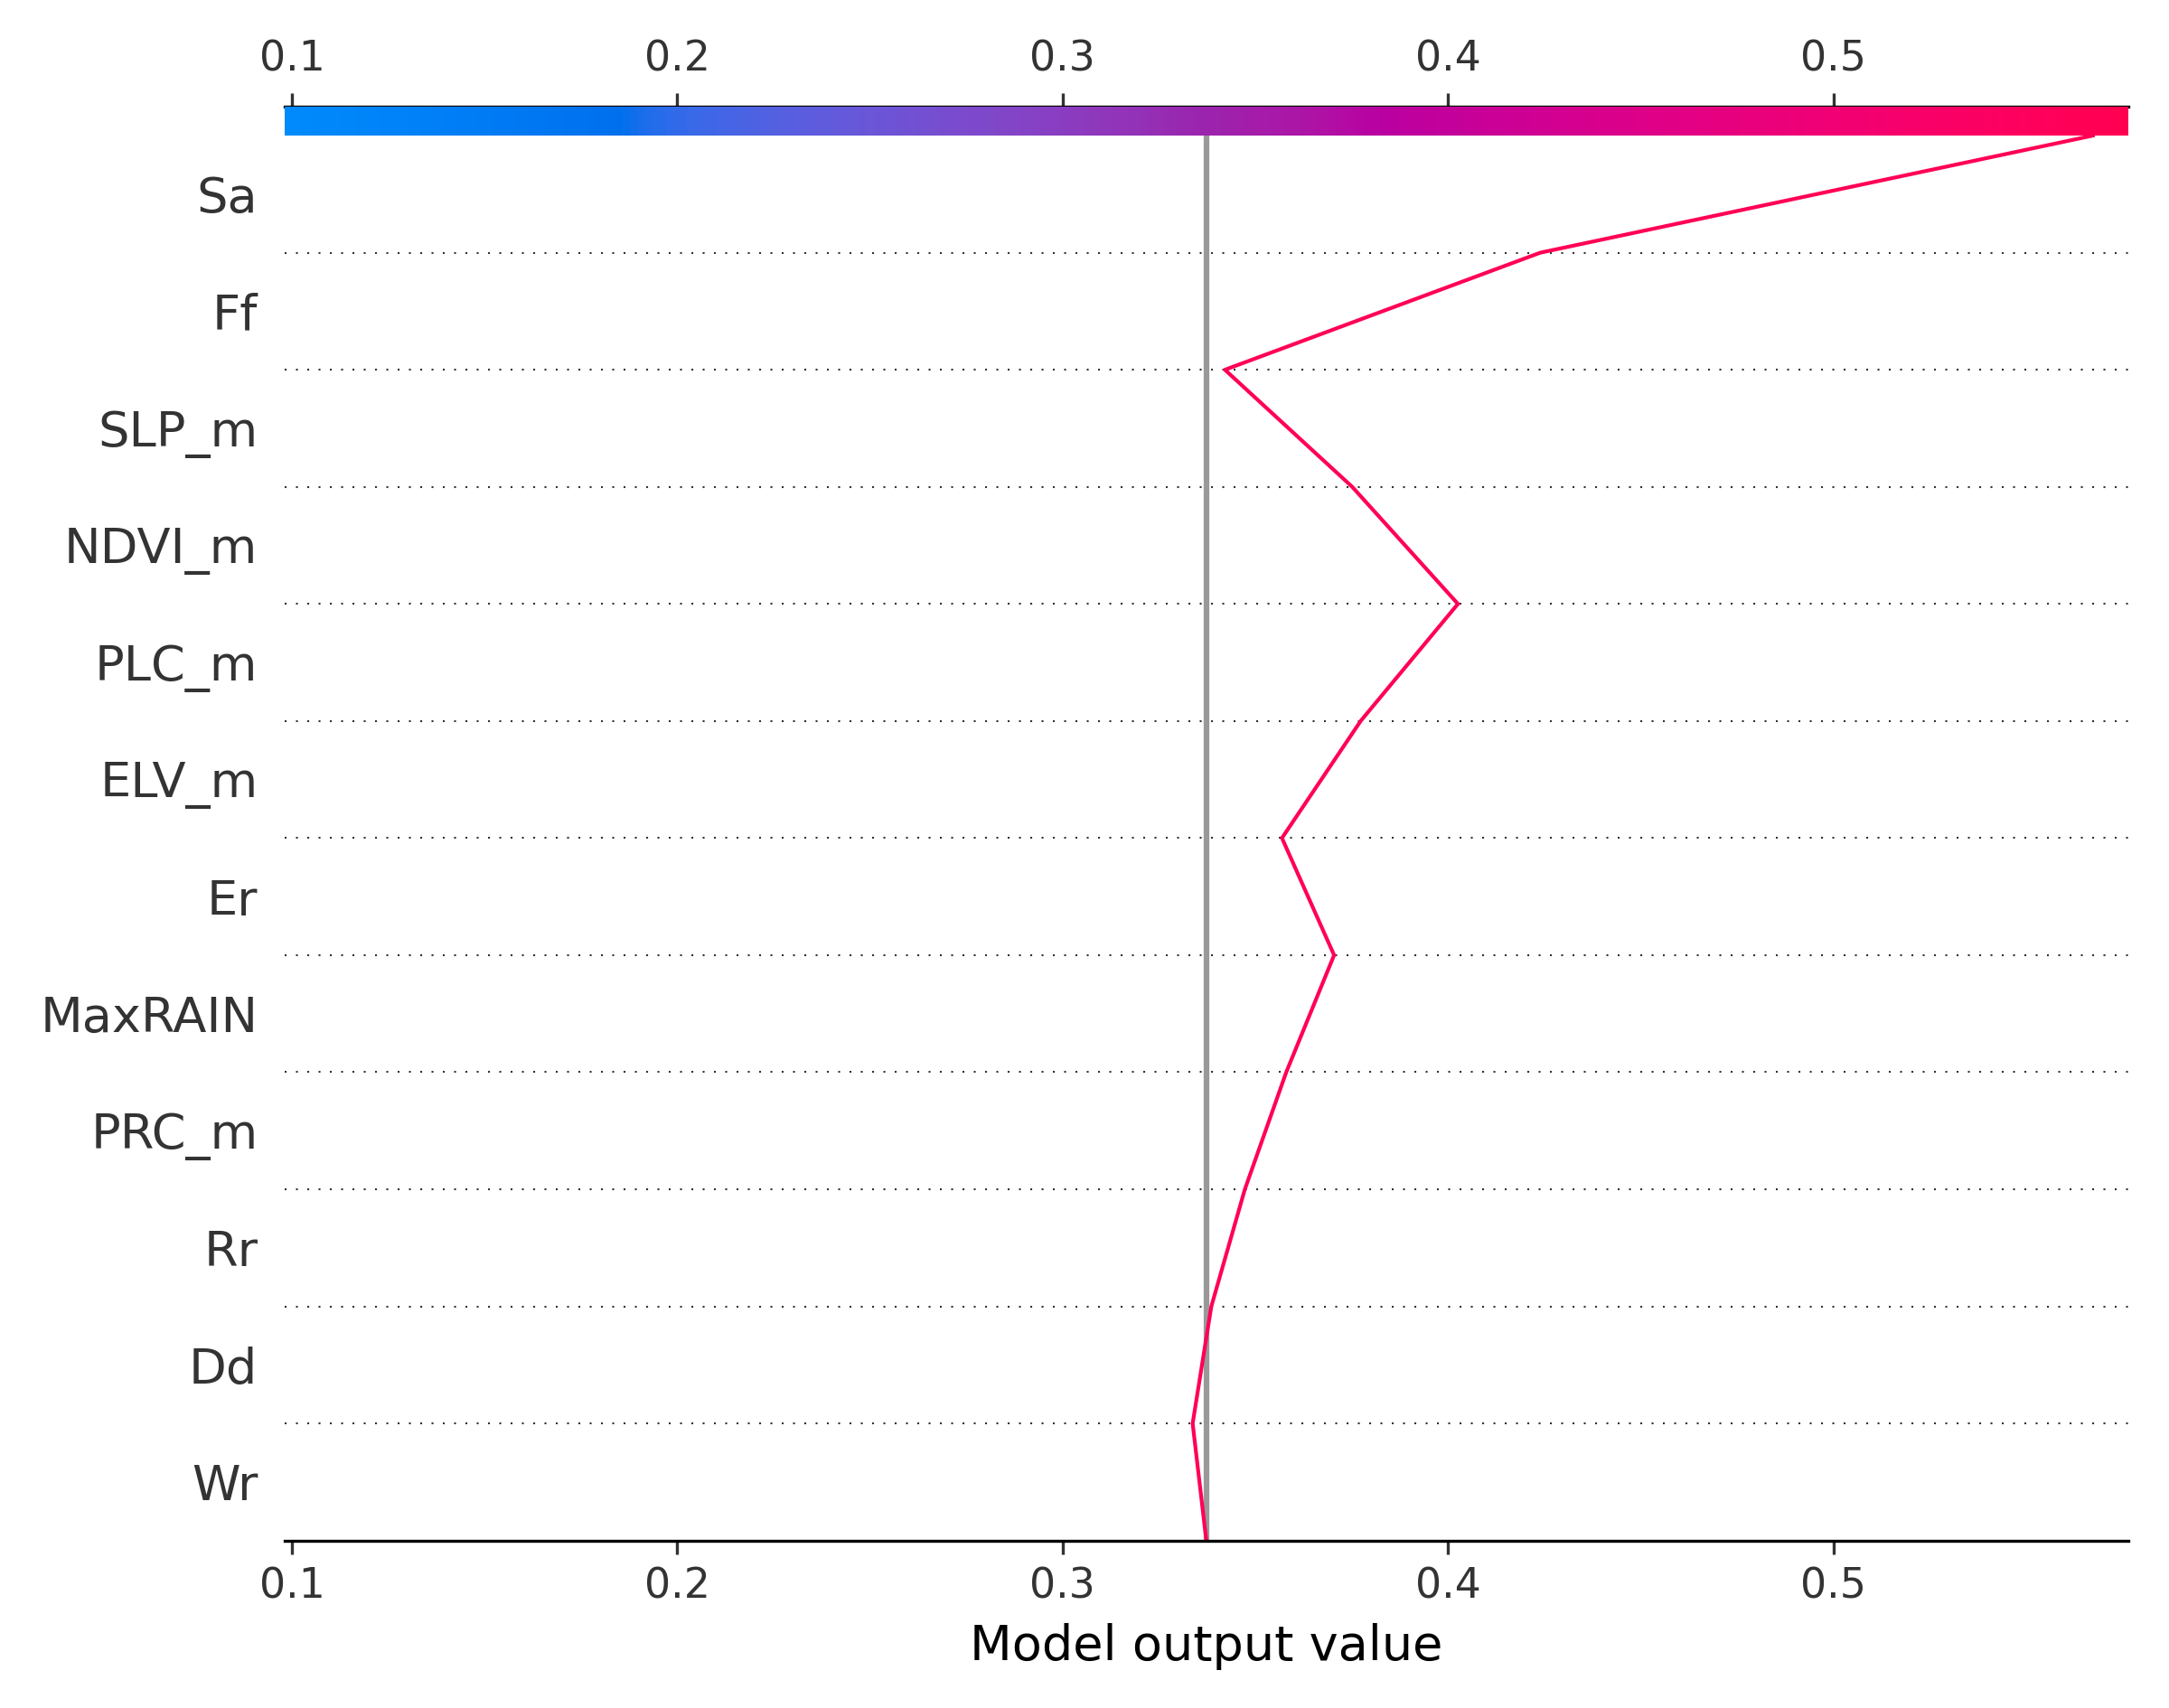 0.1 0.2 0.3 0.4 0.5
Sa
Ff
SLP_m
NDVI_m
PLC_m
ELV_m
Er
MaxRAIN
PRC_m
Rr
Dd
Wr
0.1 0.2 0.3 0.4 0.5
Model output value